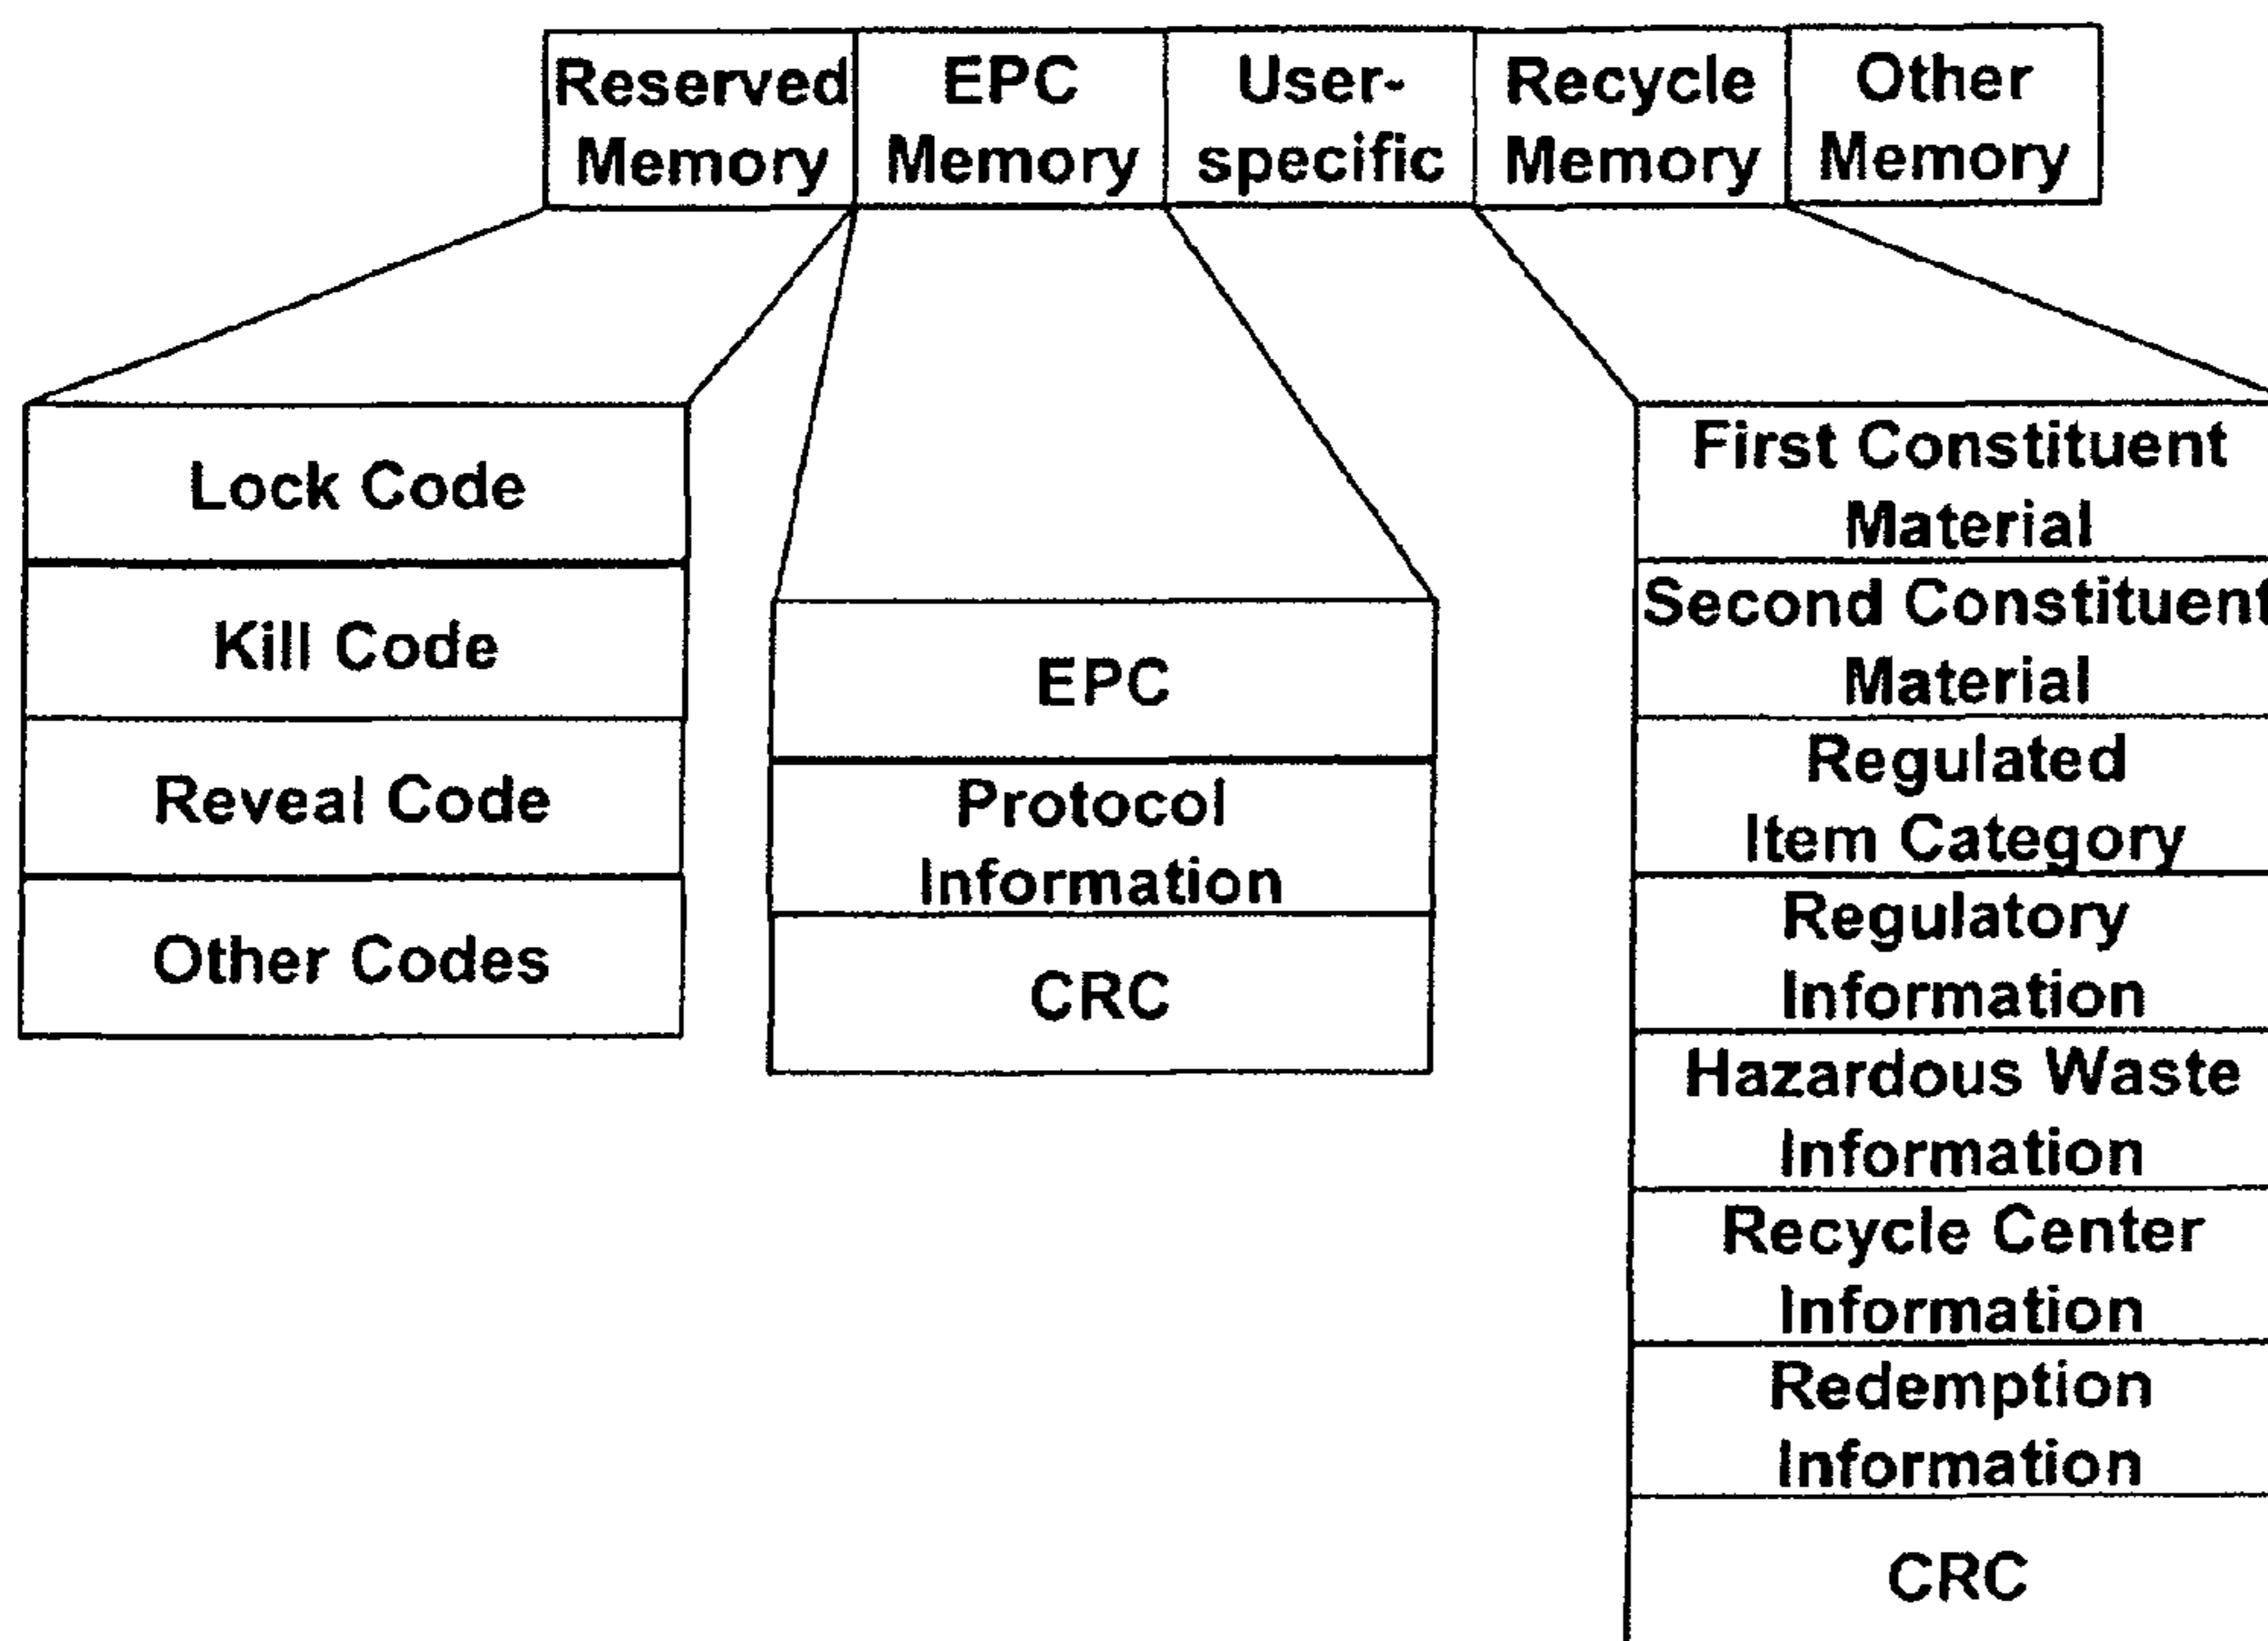 Reserved Memory
EPC Memory
User-specific
Recycle Memory
Other Memory
Lock Code
Kill Code
Reveal Code
Other Codes
EPC
Protocol
Information
CRC
First Constituent
Material
Second Constituent
Material
Regulated
Item Category
Regulatory
Information
Hazardous Waste
Information
Recycle Center
Information
Redemption
Information
CRC